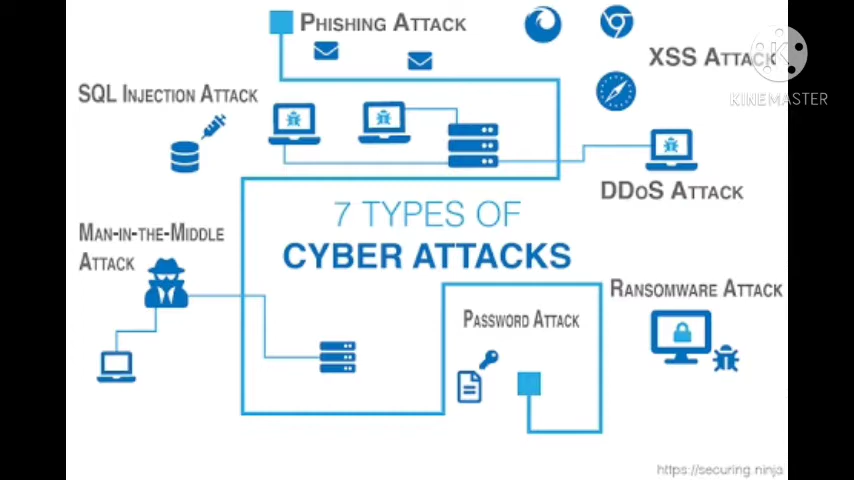 Phishing Attack
XSS Attack
K
KINEMASTER
SQL Injection Attack
DDoS Attack
7 TYPES OF
CYBER ATTACKS
Man-in-the-Middle
Attack
Ransomware Attack
Password Attack
https://securing.ninja